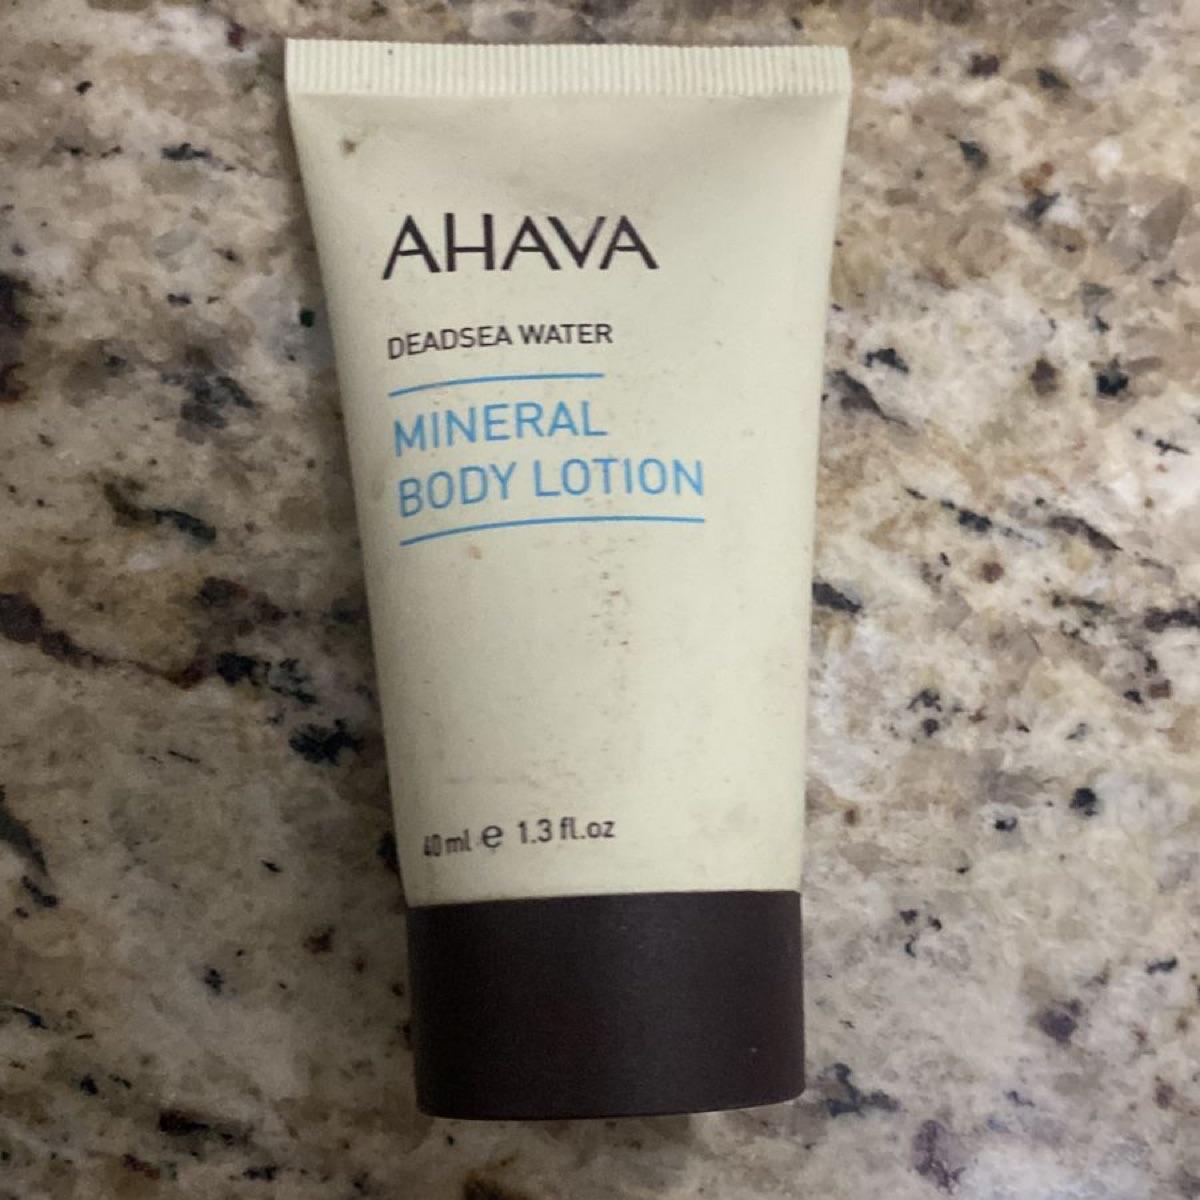 AHAVA
DEADSEA WATER
MINERAL
BODY LOTION
40 ml ℮ 1.3 fl.oz